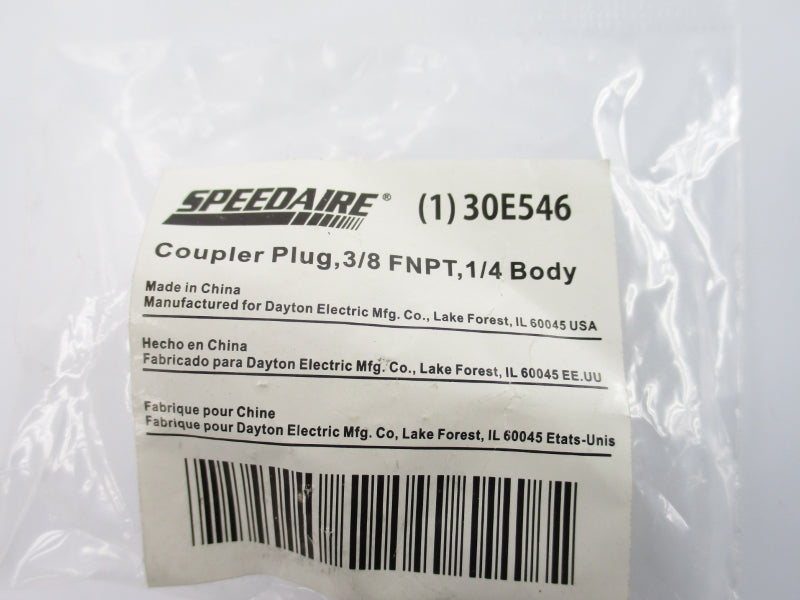 SPEEDAIRE® (1) 30E546
Coupler Plug,3/8 FNPT,1/4 Body
Made in China
Manufactured for Dayton Electric Mfg. Co., Lake Forest, IL 60045 USA
Hecho en China
Fabricado para Dayton Electric Mfg. Co., Lake Forest, IL 60045 EE.UU
Fabrique pour Chine
Fabrique pour Dayton Electric Mfg. Co, Lake Forest, IL 60045 Etats-Unis